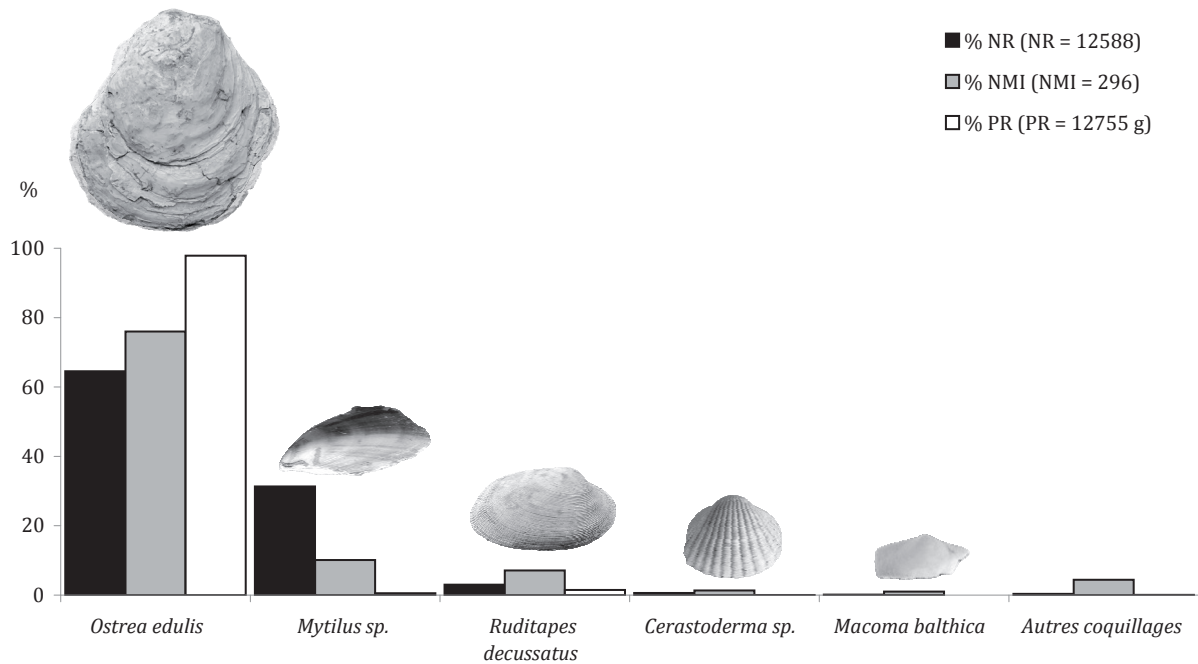 % NR (NR = 12588)
% NMI (NMI = 296)
% PR (PR = 12755 g)
%
100
80
60
40
20
0
Ostrea edulis
Mytilus sp.
Ruditapes
decussatus
Cerastoderma sp.
Macoma balthica
Autres coquillages